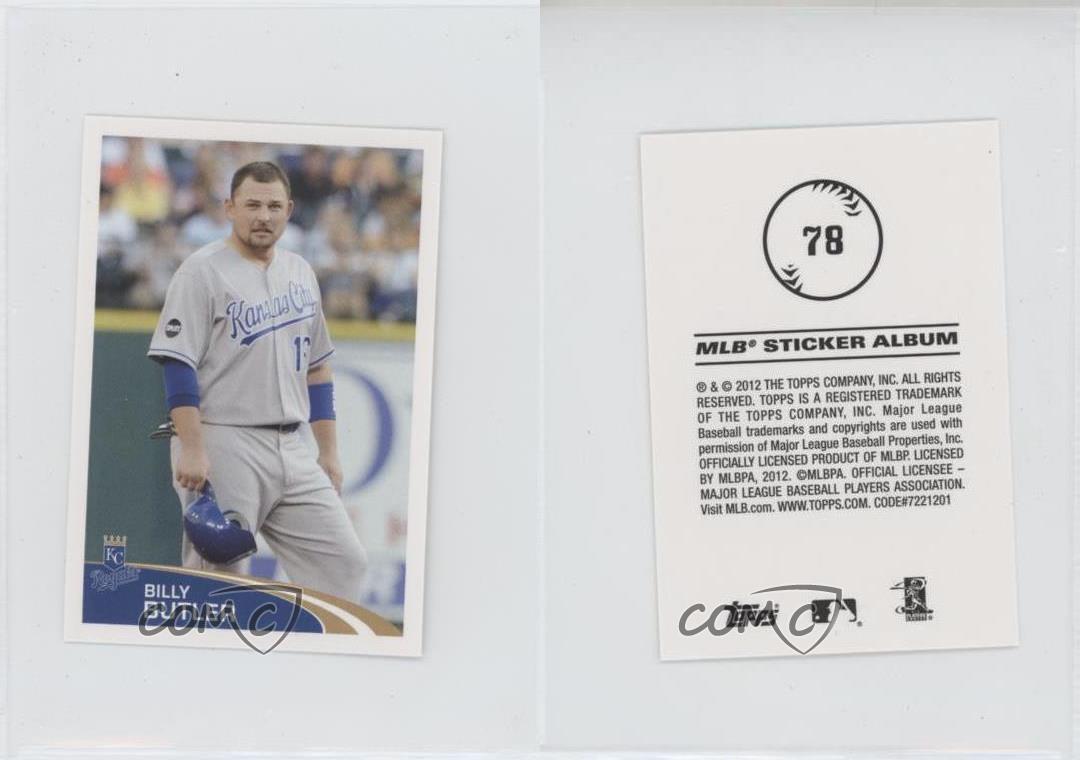 Kansas City
13
KC
Royals
BILLY
BUTLER
COMC
78
MLB® STICKER ALBUM
® & © 2012 THE TOPPS COMPANY, INC. ALL RIGHTS
RESERVED. TOPPS IS A REGISTERED TRADEMARK
OF THE TOPPS COMPANY, INC. Major League
Baseball trademarks and copyrights are used with
permission of Major League Baseball Properties, Inc.
OFFICIALLY LICENSED PRODUCT OF MLBP. LICENSED
BY MLBPA, 2012. ©MLBPA. OFFICIAL LICENSEE –
MAJOR LEAGUE BASEBALL PLAYERS ASSOCIATION.
Visit MLB.com. WWW.TOPPS.COM. CODE#7221201
Topps®
COMC